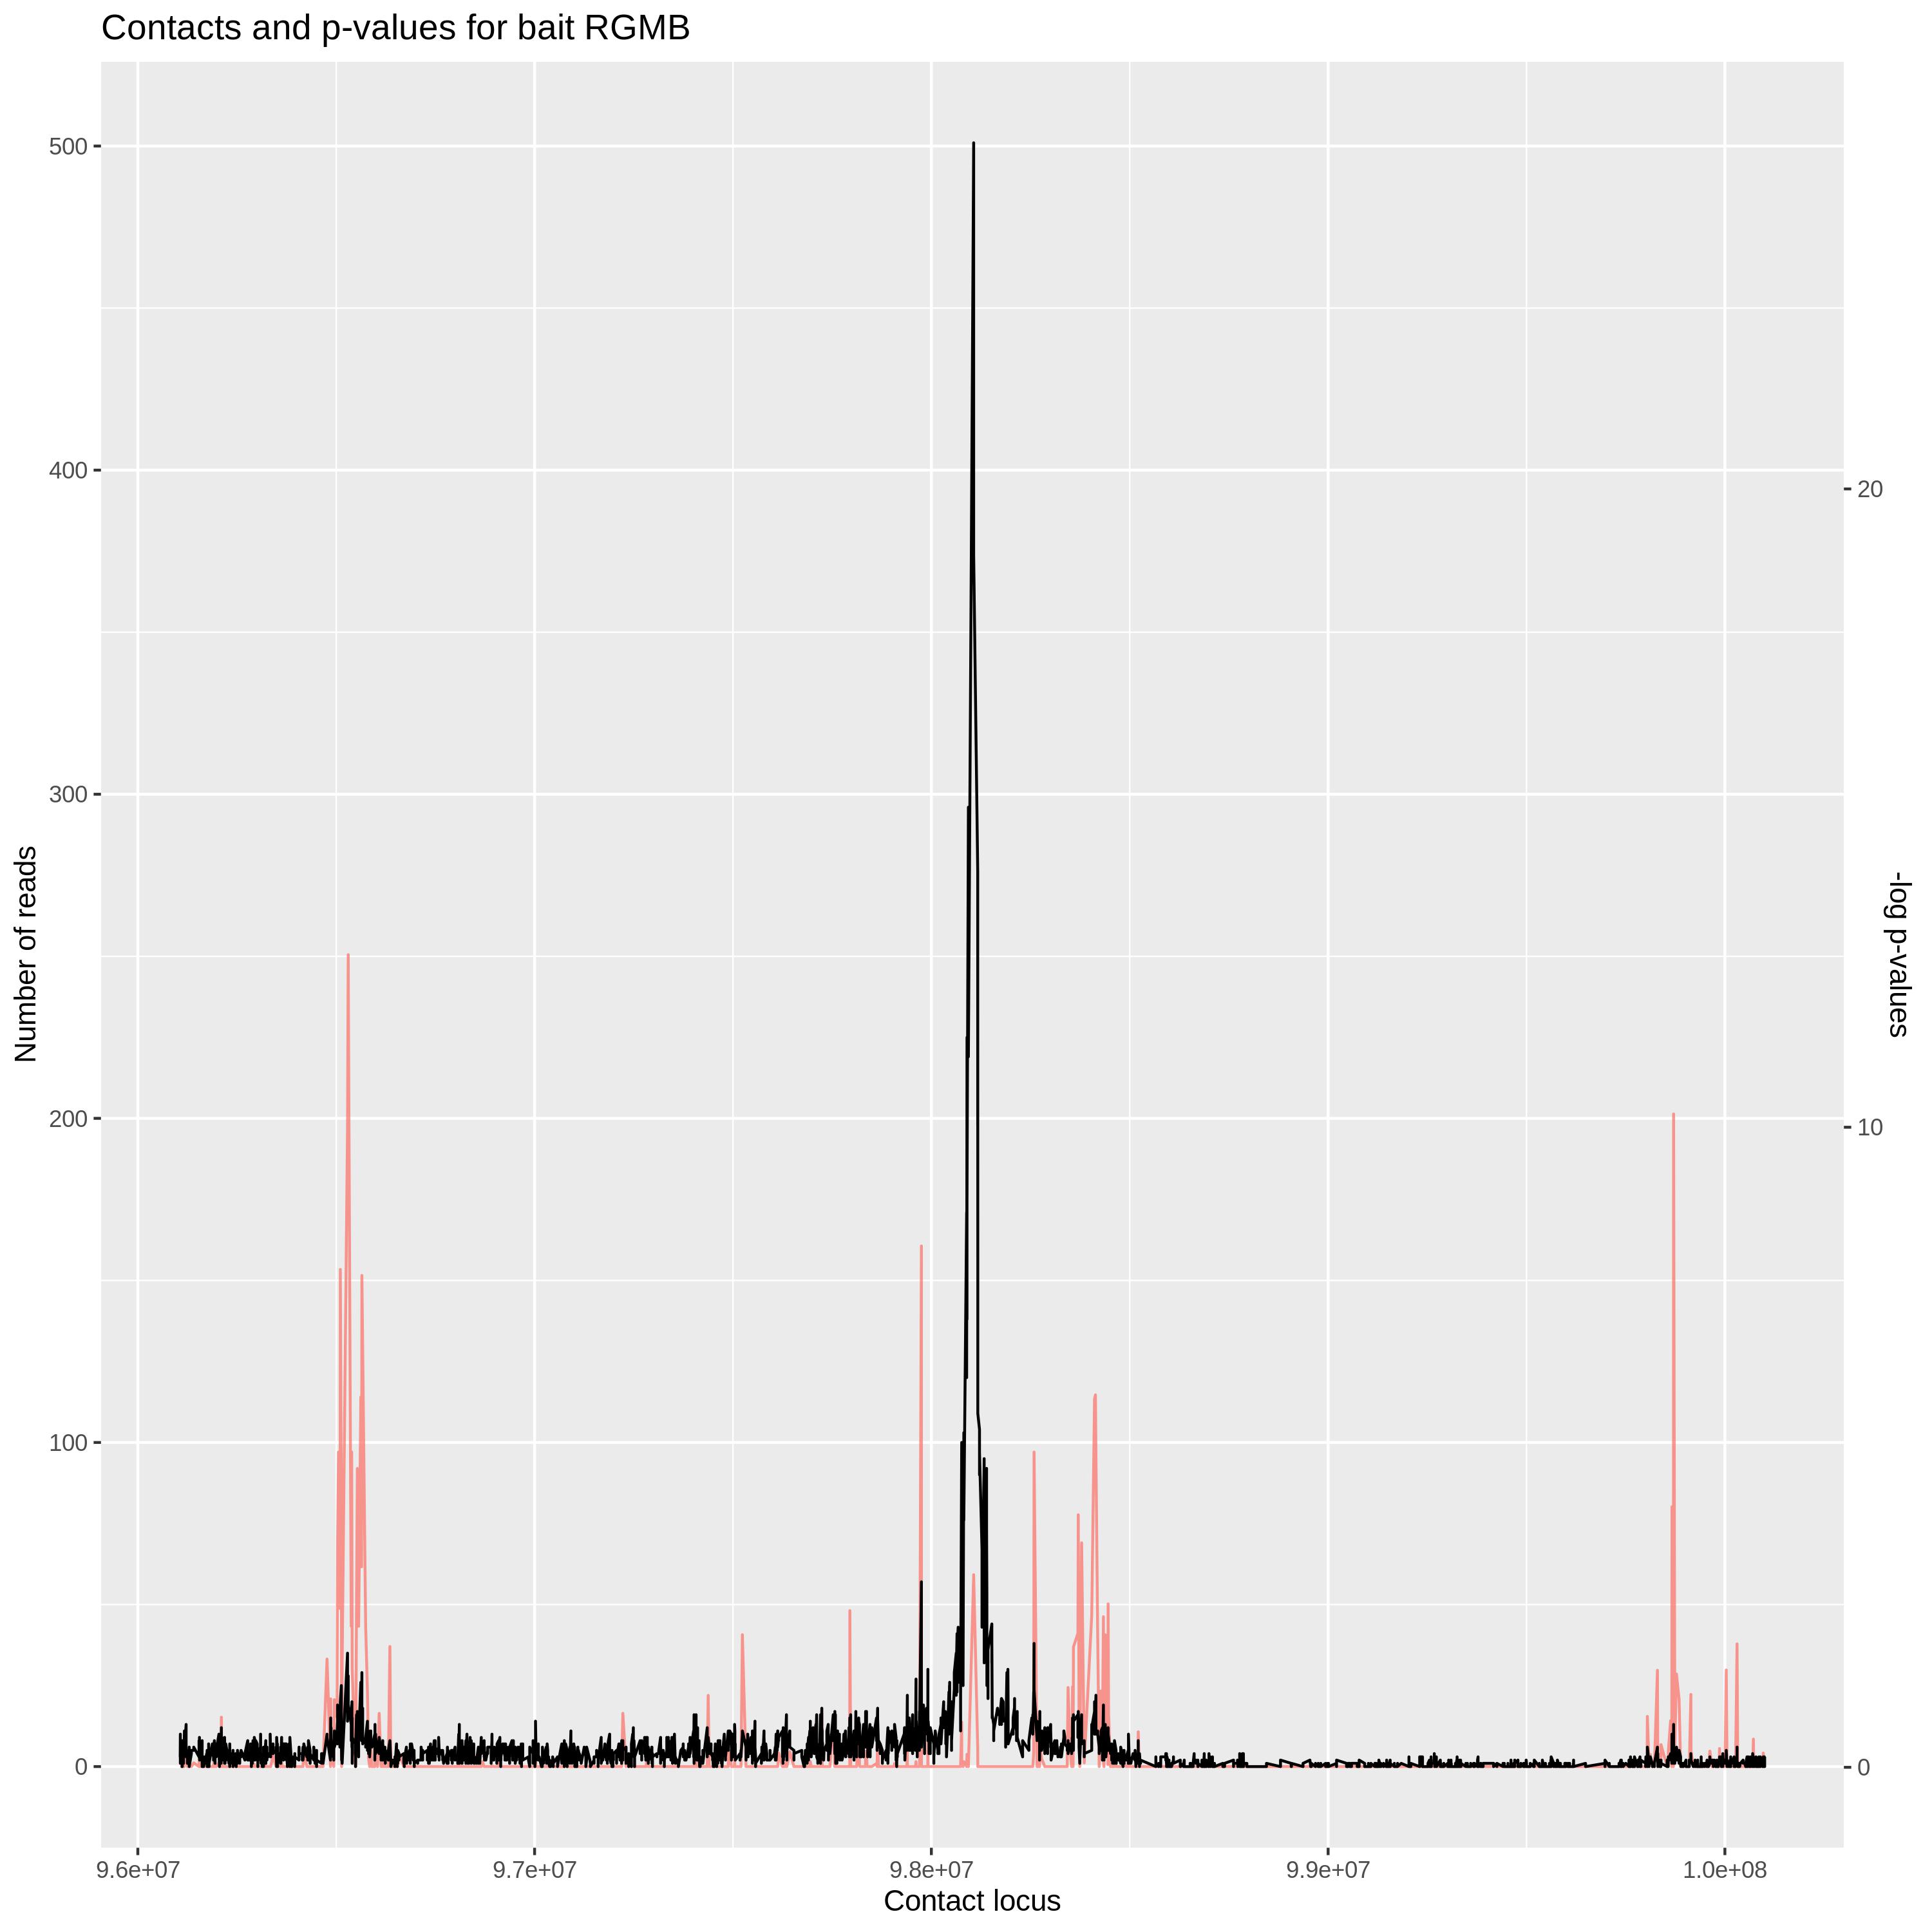 Contacts and p-values for bait RGMB
500
400
300
200
100
0
Number of reads
20
10
0
-log p-values
9.6e+07
9.7e+07
9.8e+07
9.9e+07
1.0e+08
Contact locus